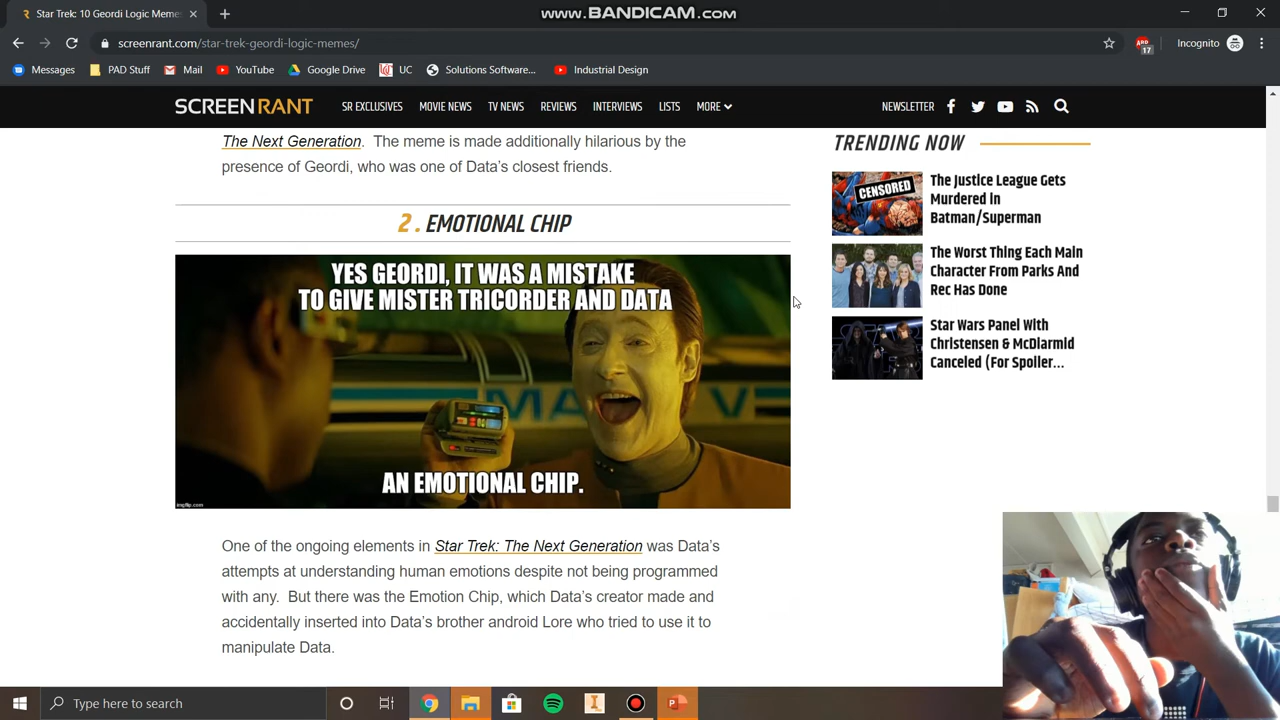 Star Trek: 10 Geordi Logic Memes
WWW.BANDICAM.COM
screenrant.com/star-trek-geordi-logic-memes/
17
Incognito
Messages
PAD Stuff
Mail
YouTube
Google Drive
UC
Solutions Software...
Industrial Design
SCREENRANT
SR EXCLUSIVES
MOVIE NEWS
TV NEWS
REVIEWS
INTERVIEWS
LISTS
MORE
NEWSLETTER
The Next Generation. The meme is made additionally hilarious by the
presence of Geordi, who was one of Data's closest friends.
2. EMOTIONAL CHIP
YES GEORDI, IT WAS A MISTAKE
TO GIVE MISTER TRICORDER AND DATA
AN EMOTIONAL CHIP.
imgflip.com
One of the ongoing elements in Star Trek: The Next Generation was Data's
attempts at understanding human emotions despite not being programmed
with any. But there was the Emotion Chip, which Data's creator made and
accidentally inserted into Data's brother android Lore who tried to use it to
manipulate Data.
TRENDING NOW
CENSORED
The Justice League Gets
Murdered in
Batman/Superman
The Worst Thing Each Main
Character From Parks And
Rec Has Done
Star Wars Panel With
Christensen & McDiarmid
Canceled (For Spoiler...
Type here to search